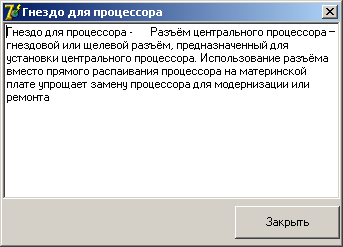 Гнездо для процессора
Гнездо для процессора - Разъём центрального процессора –
гнездовой или щелевой разъём, предназначенный для
установки центрального процессора. Использование разъёма
вместо прямого распаивания процессора на материнской
плате упрощает замену процессора для модернизации или
ремонта
Закрыть